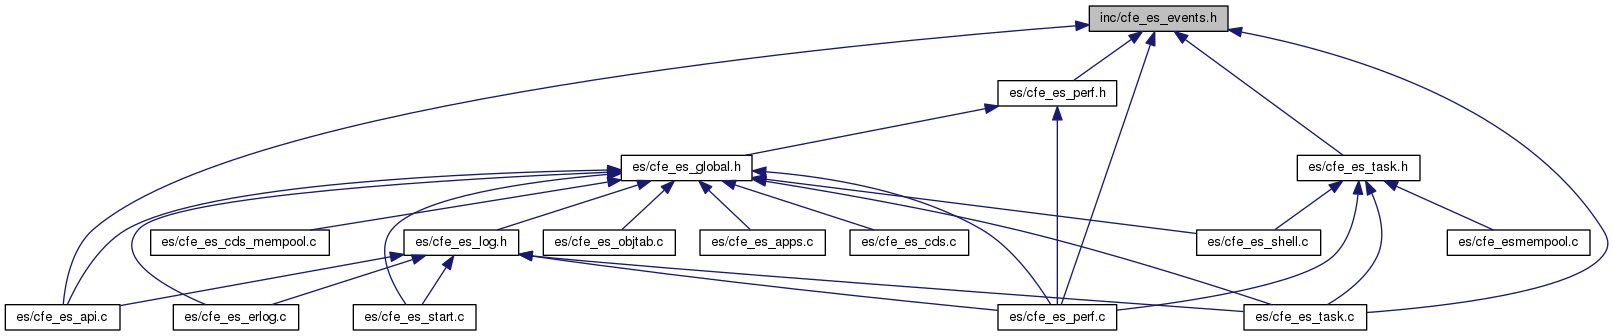 inc/cfe_es_events.h
es/cfe_es_perf.h
es/cfe_es_global.h
es/cfe_es_task.h
es/cfe_es_cds_mempool.c
es/cfe_es_log.h
es/cfe_es_objtab.c
es/cfe_es_apps.c
es/cfe_es_cds.c
es/cfe_es_shell.c
es/cfe_esmempool.c
es/cfe_es_api.c
es/cfe_es_erlog.c
es/cfe_es_start.c
es/cfe_es_perf.c
es/cfe_es_task.c